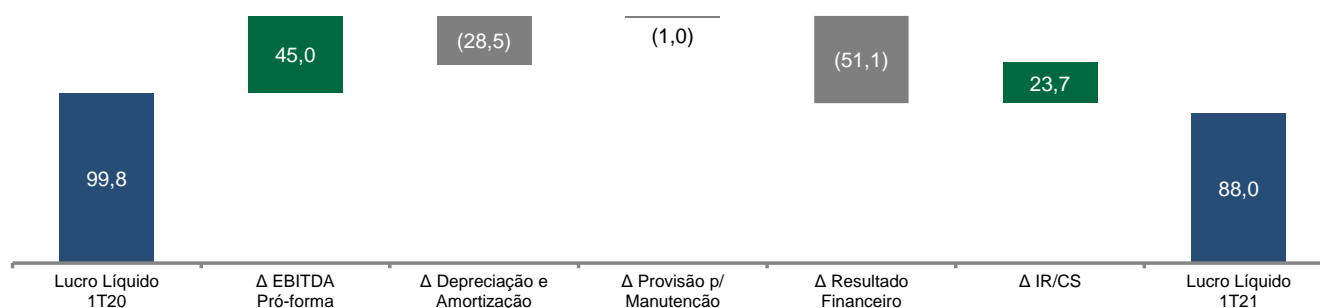 45,0
(28,5)
(1,0)
(51,1)
23,7
99,8
88,0
Lucro Líquido
1T20
Δ EBITDA
Pró-forma
Δ Depreciação e
Amortização
Δ Provisão p/
Manutenção
Δ Resultado
Financeiro
Δ IR/CS
Lucro Líquido
1T21